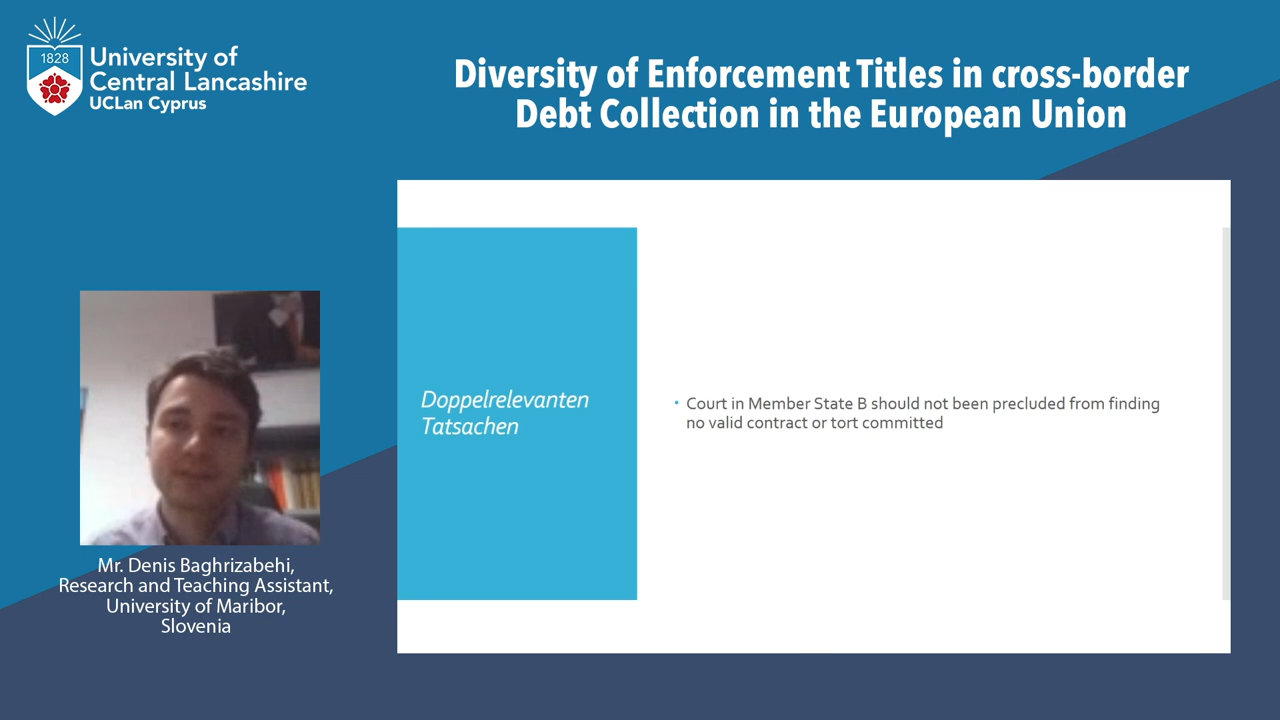 1828
University of
Central Lancashire
UCLan Cyprus
Diversity of Enforcement Titles in cross-border
Debt Collection in the European Union
Doppelrelevanten
Tatsachen
Court in Member State B should not been precluded from finding
no valid contract or tort committed
Mr. Denis Baghrizabehi,
Research and Teaching Assistant,
University of Maribor,
Slovenia